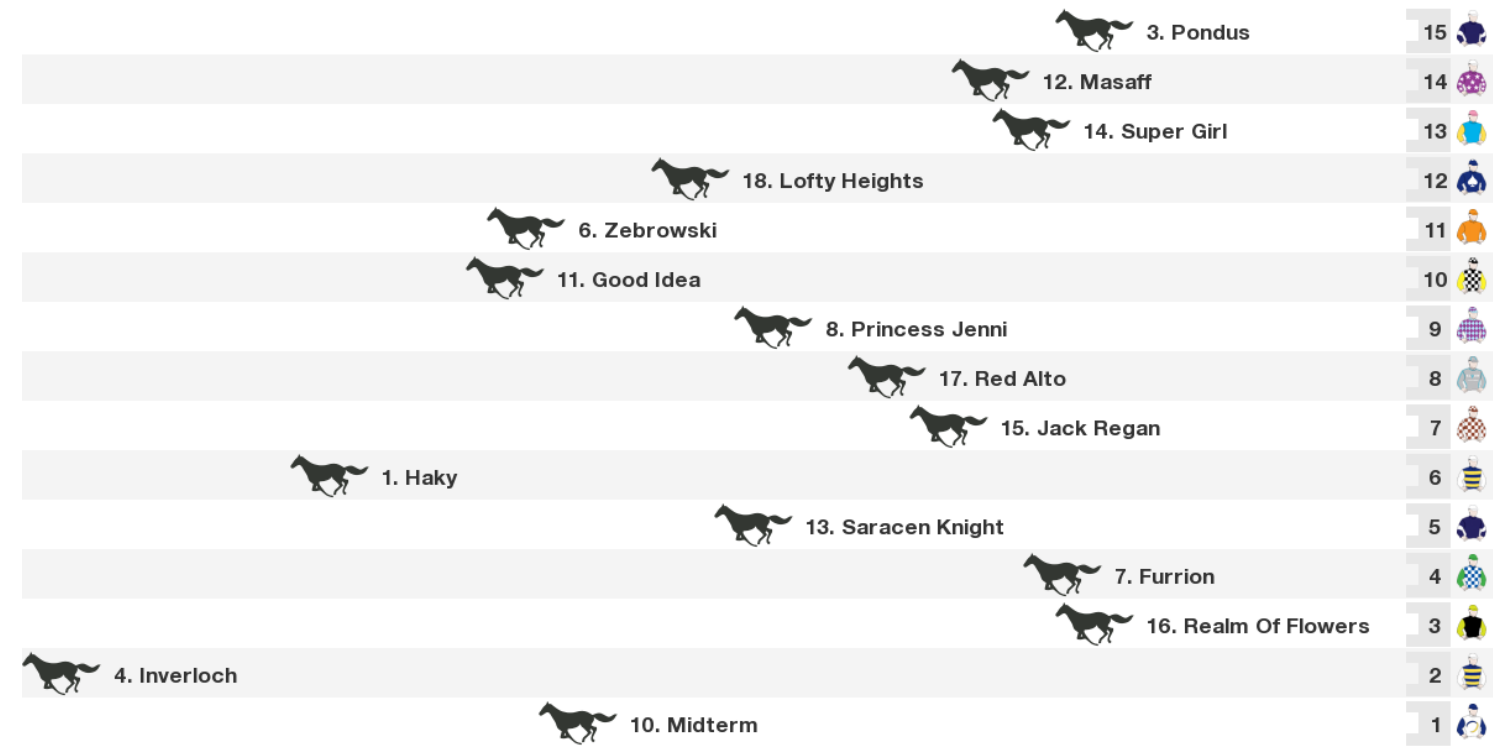 3. Pondus 15
12. Masaff 14
14. Super Girl 13
18. Lofty Heights 12
6. Zebrowski 11
11. Good Idea 10
8. Princess Jenni 9
17. Red Alto 8
15. Jack Regan 7
1. Haky 6
13. Saracen Knight 5
7. Furrion 4
16. Realm Of Flowers 3
4. Inverloch 2
10. Midterm 1